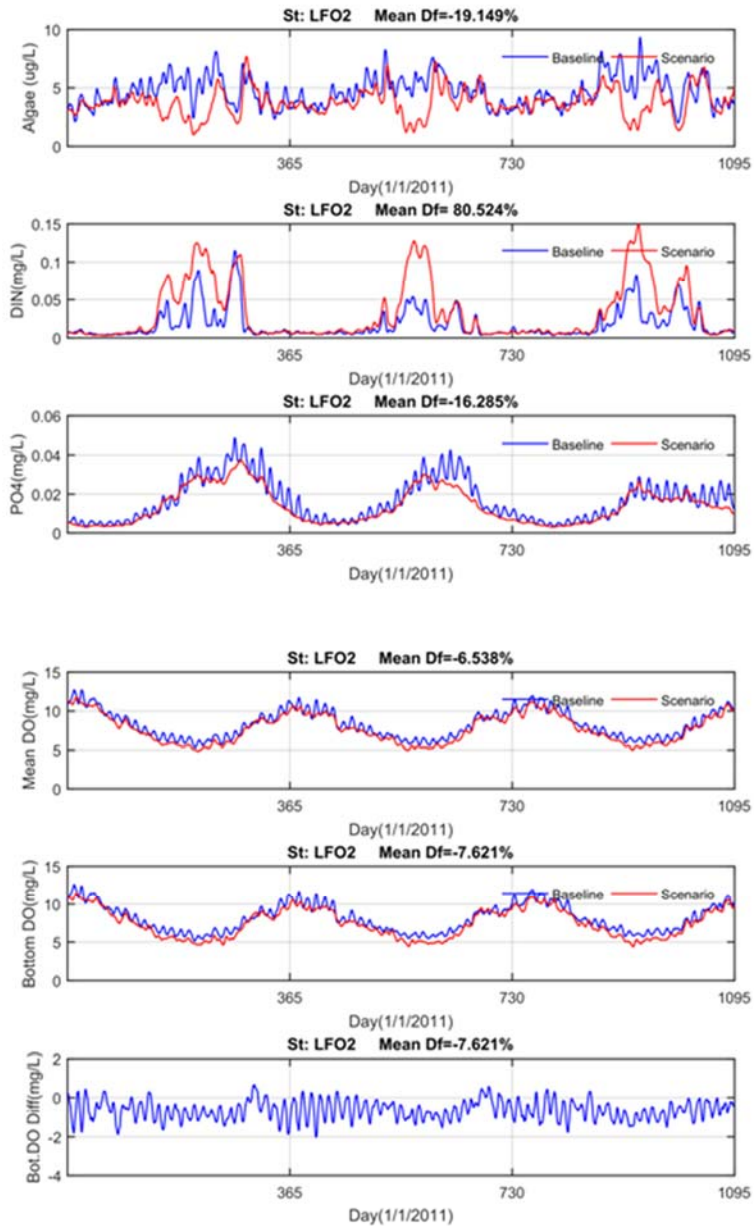 St: LFO2 Mean Df=-19.149%
10
5
0
Algae (ug/L)
Baseline Scenario
365 730 1095
Day(1/1/2011)
St: LFO2 Mean Df= 80.524%
0.15
0.1
0.05
0
DIN(mg/L)
Baseline Scenario
365 730 1095
Day(1/1/2011)
St: LFO2 Mean Df=-16.285%
0.06
0.04
0.02
0
PO4(mg/L)
Baseline Scenario
365 730 1095
Day(1/1/2011)
St: LFO2 Mean Df=-6.538%
15
10
5
0
Mean DO(mg/L)
Baseline Scenario
365 730 1095
Day(1/1/2011)
St: LFO2 Mean Df=-7.621%
15
10
5
0
Bottom DO(mg/L)
Baseline Scenario
365 730 1095
Day(1/1/2011)
St: LFO2 Mean Df=-7.621%
2
0
-2
-4
Bot.DO Diff(mg/L)
365 730 1095
Day(1/1/2011)